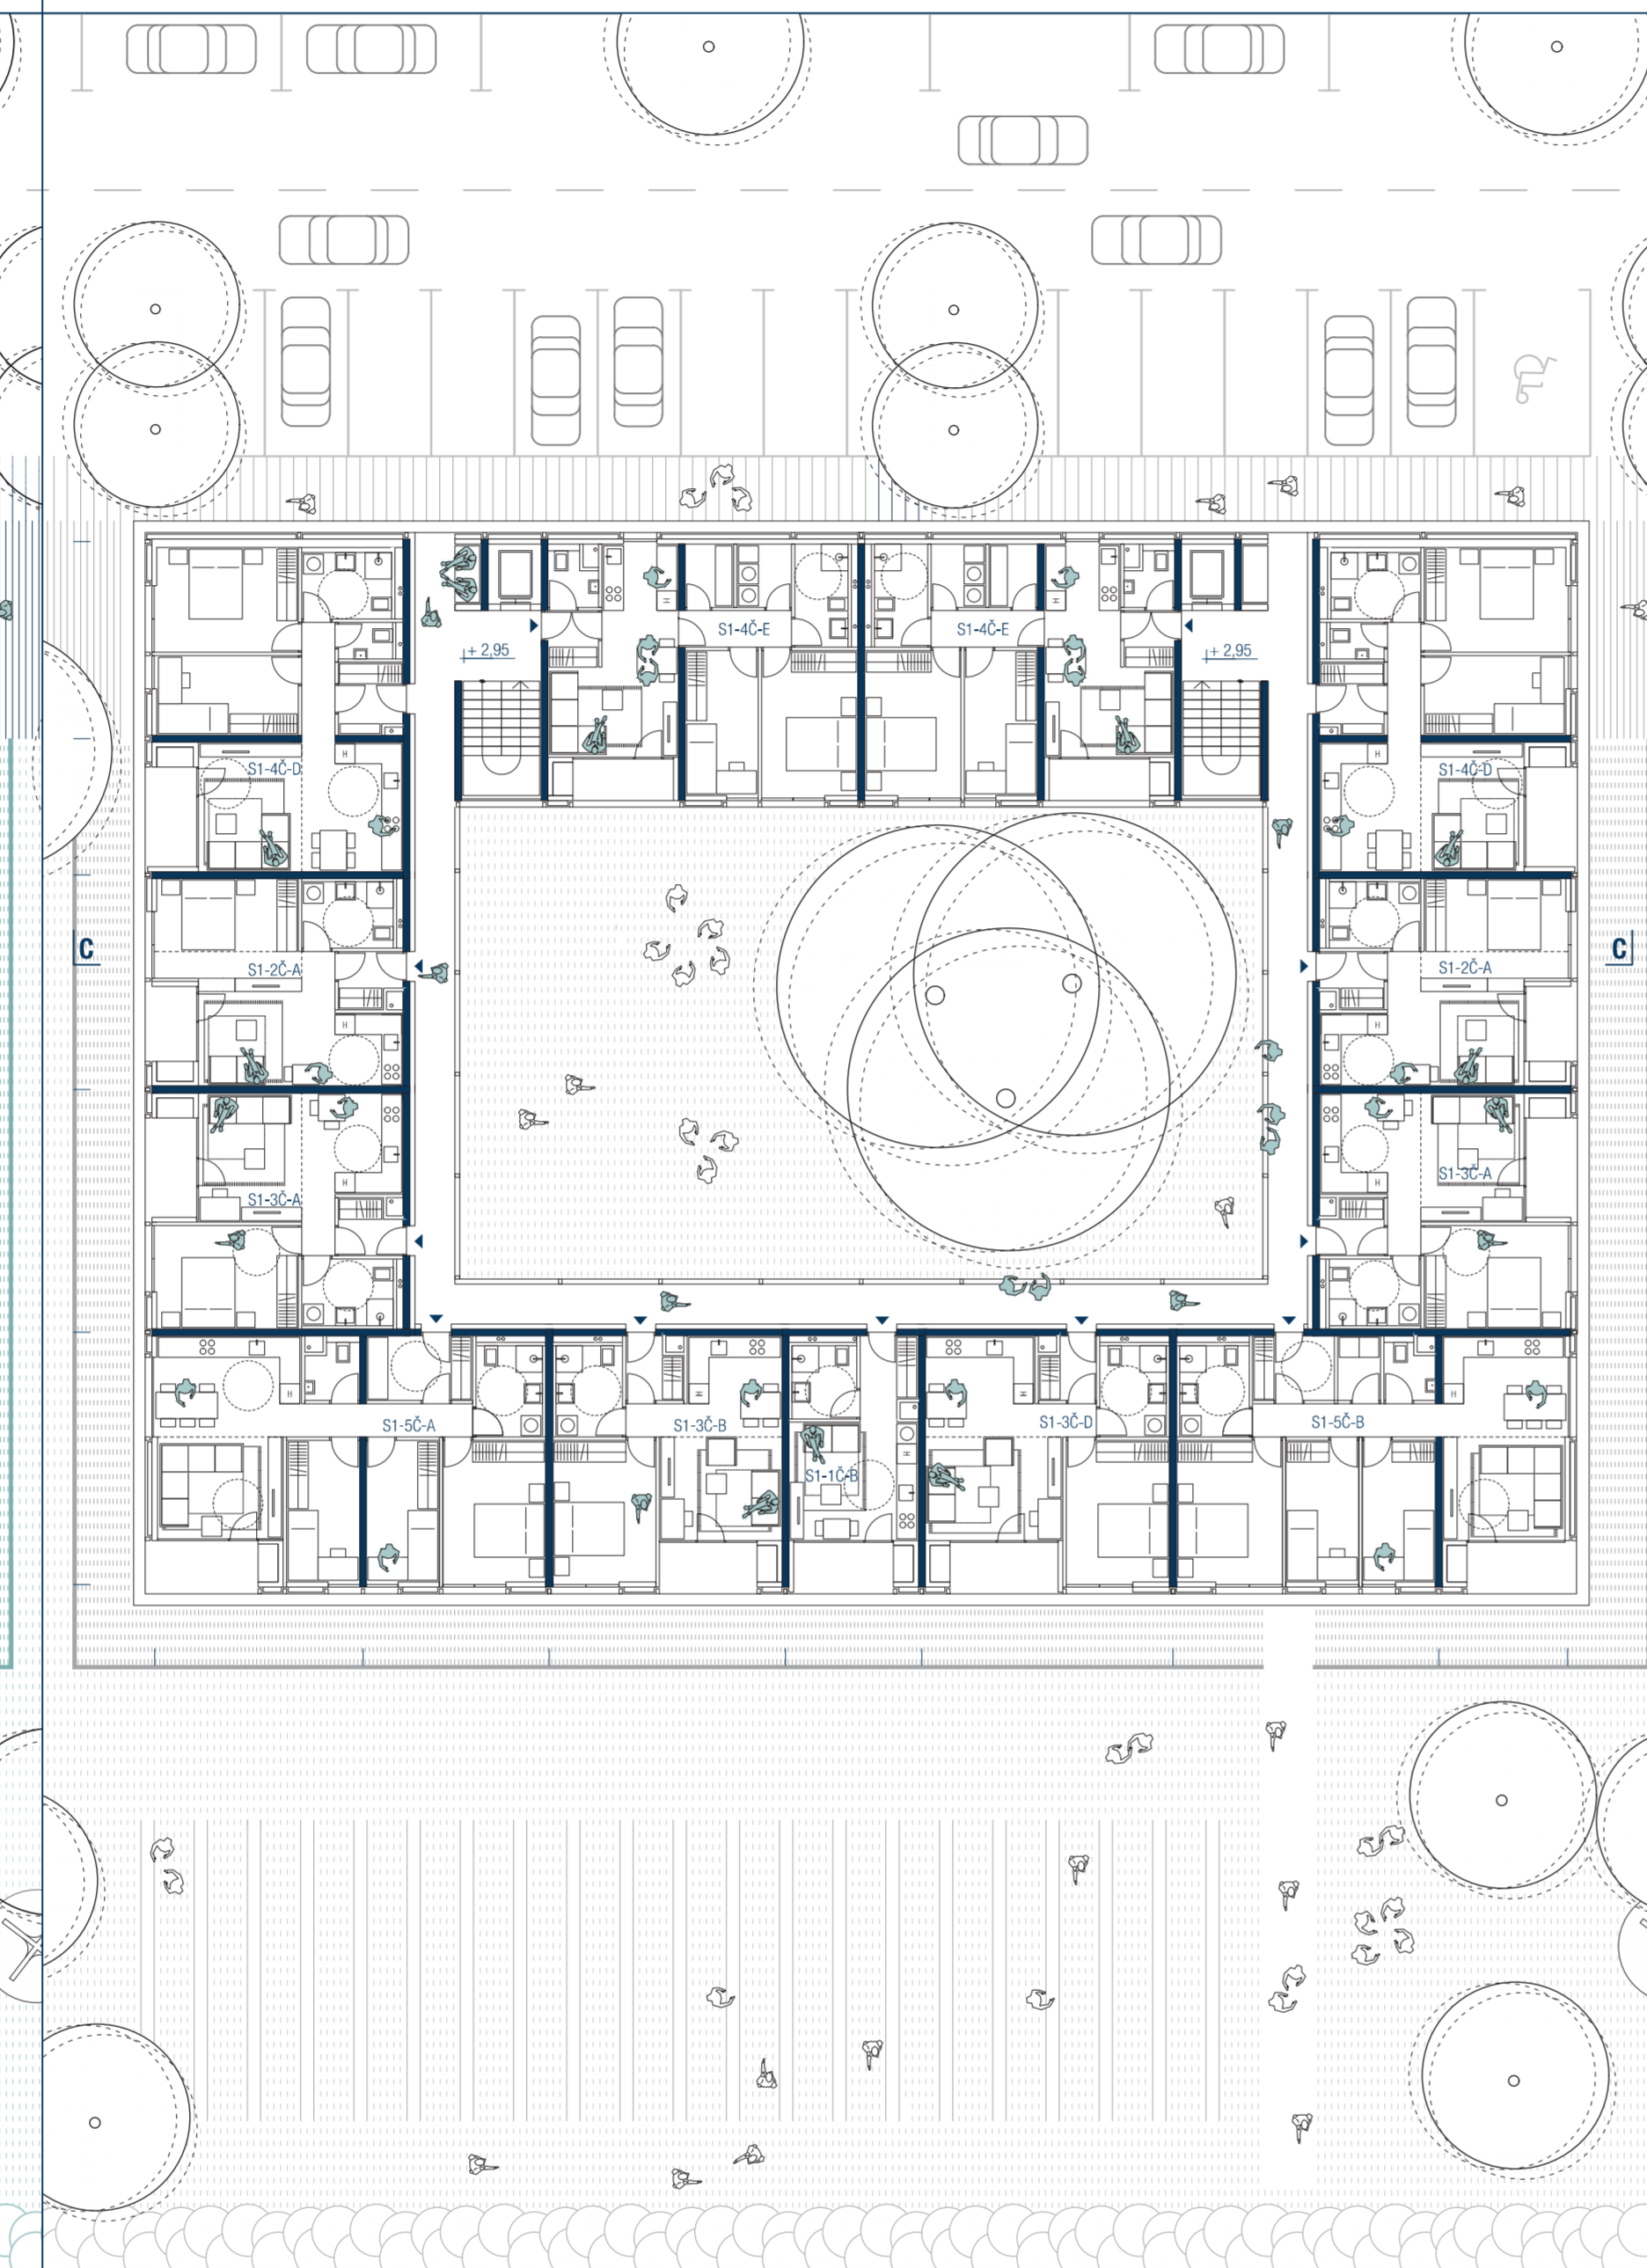 S1-4Č-E
S1-4Č-E
+ 2,95
+ 2,95
H
H
H
H
S1-4Č-D
S1-4Č-D
C
C
S1-2Č-A
S1-2Č-A
H
H
H
H
S1-3Č-A
S1-3Č-A
H
H
H
H
S1-5Č-A
S1-3Č-B
S1-3Č-D
S1-5Č-B
H
S1-1Č-B